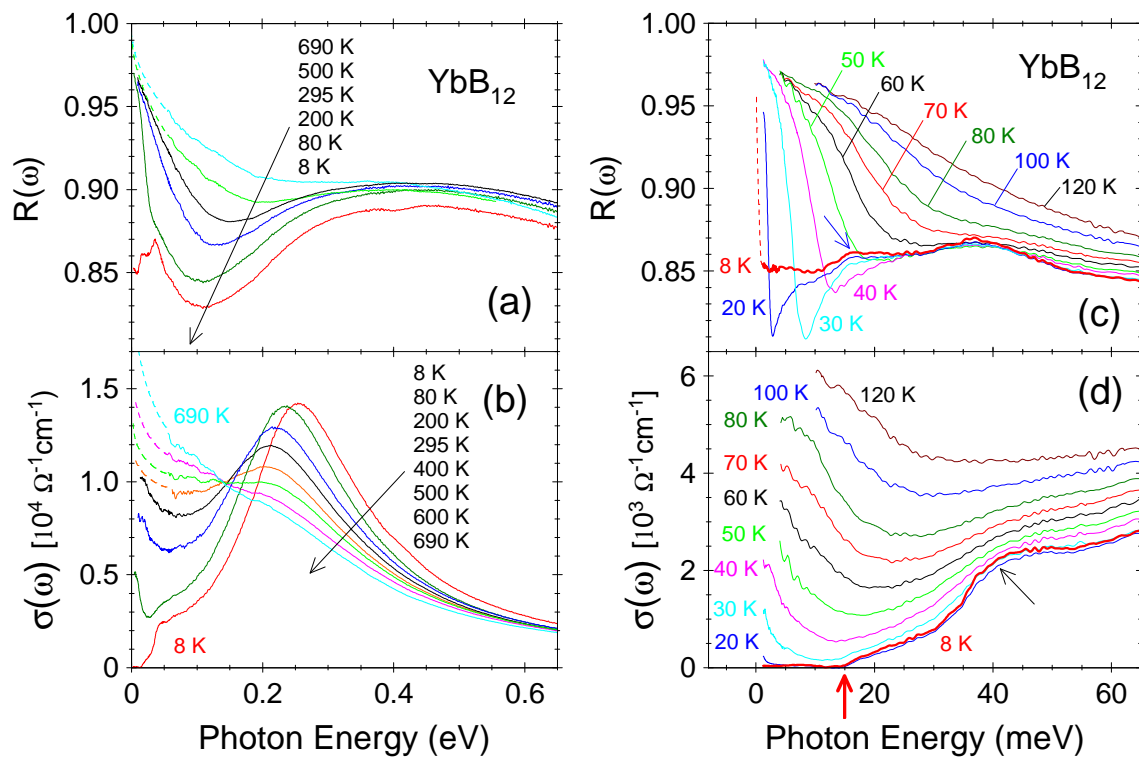 1.00
0.95
0.90
0.85
R(ω)
690 K
500 K
295 K
200 K
80 K
8 K
YbB12
(a)
1.5
1.0
0.5
0
σ(ω) [10⁴ Ω⁻¹cm⁻¹]
690 K
8 K
80 K
200 K
295 K
400 K
500 K
600 K
690 K
(b)
8 K
0 0.2 0.4 0.6
Photon Energy (eV)
1.00
0.95
0.90
0.85
R(ω)
50 K
60 K
YbB12
70 K
80 K
100 K
120 K
8 K
20 K
40 K
30 K
(c)
6
4
2
0
σ(ω) [10³ Ω⁻¹cm⁻¹]
100 K
120 K
(d)
80 K
70 K
60 K
50 K
40 K
30 K
20 K
8 K
0 20 40 60
Photon Energy (meV)